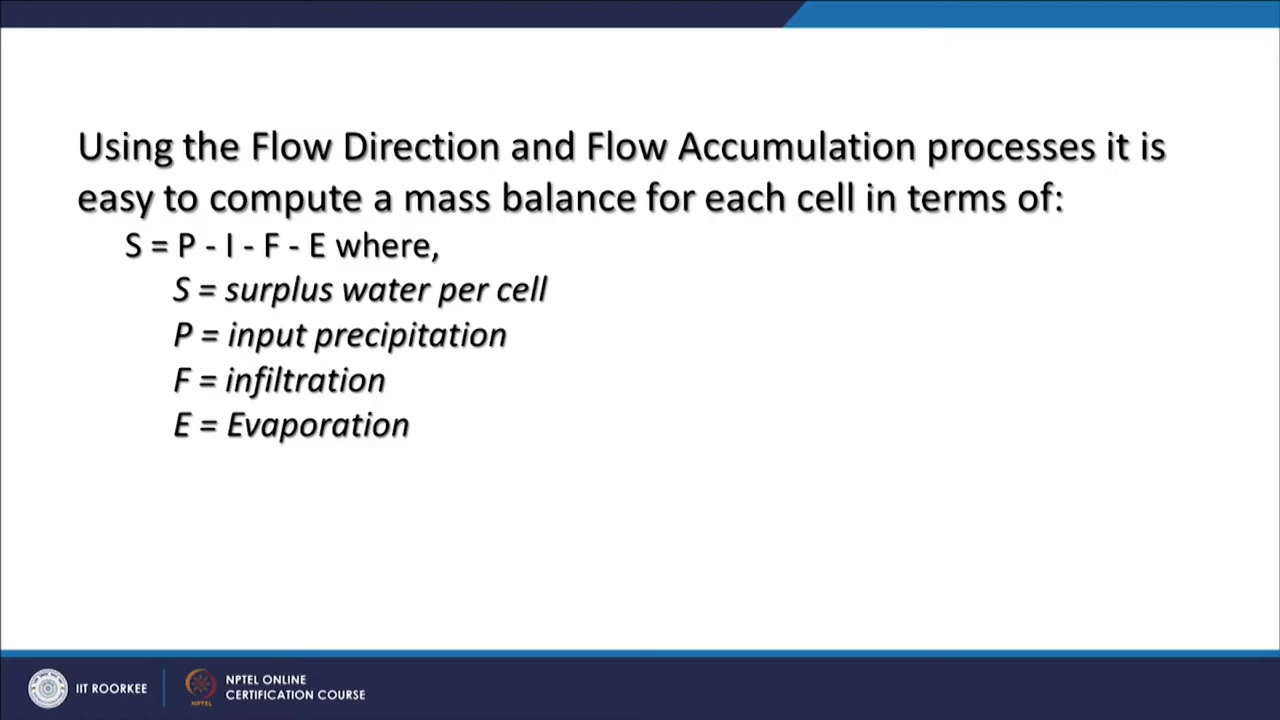 Using the Flow Direction and Flow Accumulation processes it is
easy to compute a mass balance for each cell in terms of:
S = P - I - F - E where,
S = surplus water per cell
P = input precipitation
F = infiltration
E = Evaporation
IIT ROORKEE
NPTEL
NPTEL ONLINE
CERTIFICATION COURSE